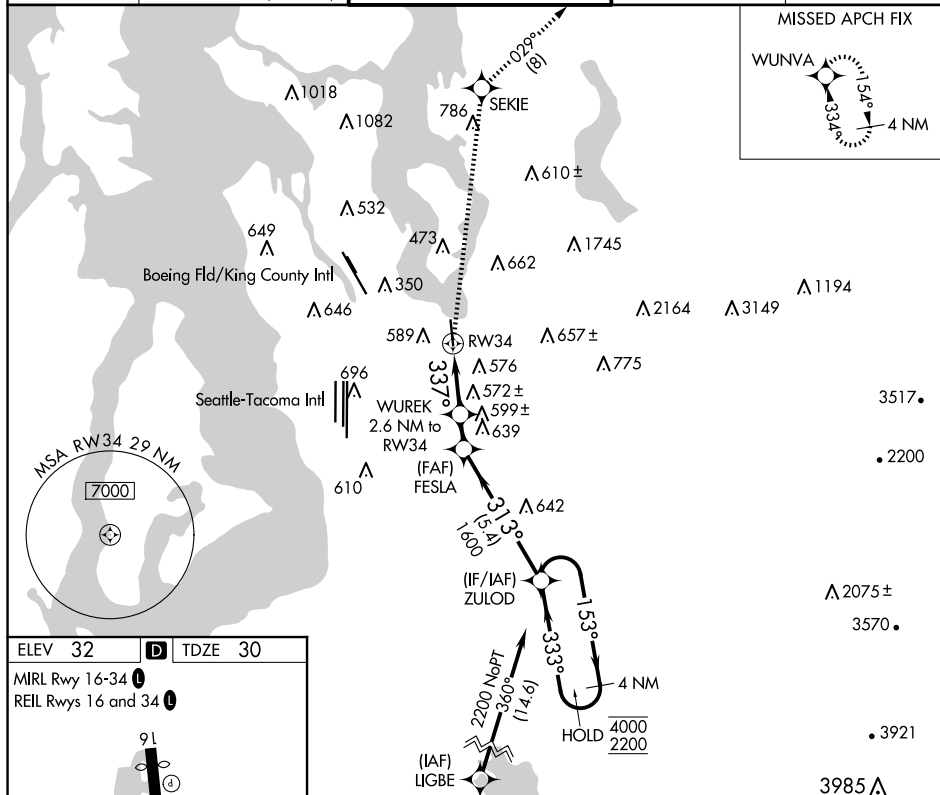 MISSED APCH FIX
WUNVA
154°
334°
4 NM
029°
(8)
SEKIE
1018
1082
786
610 ±
532
649
473
1745
662
Boeing Fld/King County Intl
350
1194
2164
3149
646
589
RW34
657 ±
576
775
337°
696
572 ±
Seattle-Tacoma Intl
WUREK
2.6 NM to
RW34
599 ±
639
3517
2200
MSA RW34 29 NM
7000
(FAF)
FESLA
610
313°
(5.4)
1600
642
(IF/IAF)
ZULOD
153°
333°
4 NM
HOLD
4000
2200
2075 ±
3570
3921
3985
2200 NoPT
360°
(14.6)
(IAF)
LIGBE
ELEV 32
D
TDZE 30
MIRL Rwy 16-34 L
REIL Rwys 16 and 34 L
16
P